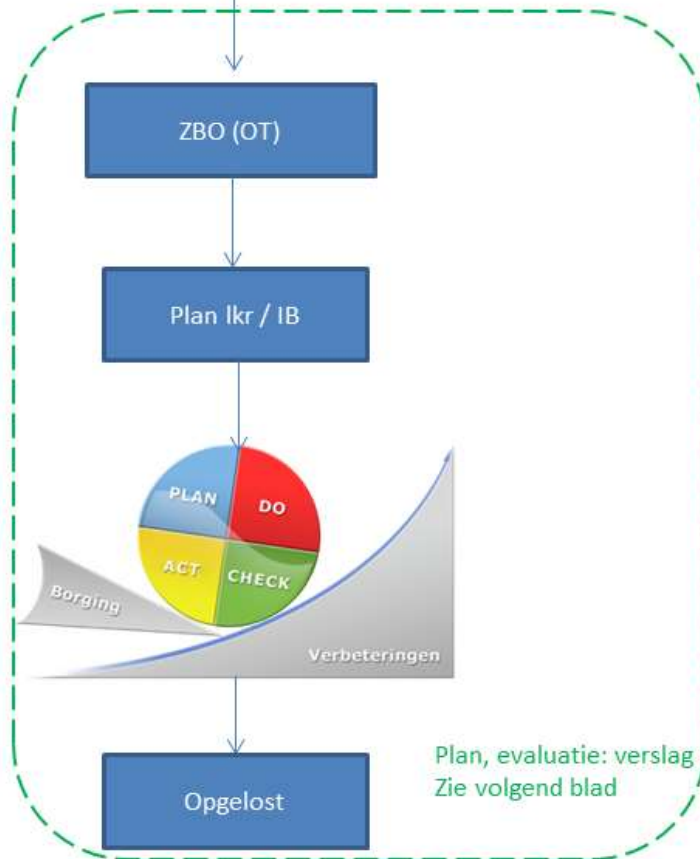 ZBO (OT)
Plan lkr / IB
PLAN
DO
ACT
CHECK
Borging
Verbeteringen
Plan, evaluatie: verslag
Zie volgend blad
Opgelost